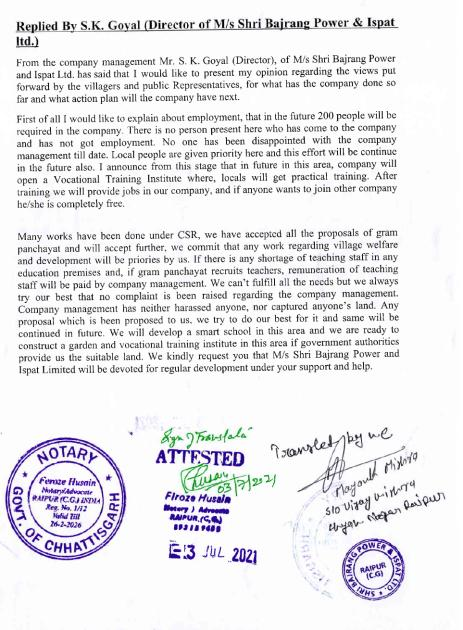 Replied By S.K. Goyal (Director of M/s Shri Bajrang Power & Ispat
ltd.)
From the company management Mr. S. K. Goyal (Director), of M/s Shri Bajrang Power
and Ispat Ltd. has said that I would like to present my opinion regarding the views put
forward by the villagers and public Representatives, for what has the company done so
far and what action plan will the company have next.
First of all I would like to explain about employment, that in the future 200 people will be
required in the company. There is no person present here who has come to the company
and has not got employment. No one has been disappointed with the company
management till date. Local people are given priority here and this effort will be continue
in the future also. I announce from this stage that in future in this area, company will
open a Vocational Training Institute where, locals will get practical training. After
training we will provide jobs in our company, and if anyone wants to join other company
he/she is completely free.
Many works have been done under CSR, we have accepted all the proposals of gram
panchayat and will accept further, we commit that any work regarding village welfare
and development will be priories by us. If there is any shortage of teaching staff in any
education premises and, if gram panchayat recruits teachers, remuneration of teaching
staff will be paid by company management. We can't fulfill all the needs but we always
try our best that no complaint is been raised regarding the company management.
Company management has neither harassed anyone, nor captured anyone's land. Any
proposal which is been proposed to us, we try to do our best for it and same will be
continued in future. We will develop a smart school in this area and we are ready to
construct a garden and vocational training institute in this area if government authorities
provide us the suitable land. We kindly request you that M/s Shri Bajrang Power and
Ispat Limited will be devoted for regular development under your support and help.
NOTARY
Feroze Husain
Notary/Advocate
RAIPUR (C.G.) INDIA
Reg. No. 1/12
Valid Till
26-2-2026
GOVT. OF CHHATTISGARH
ATTESTED
03/7/2021
Firoze Husain
Notary / Advocate
RAIPUR, (C.G.)
3 JUL 2021
Translated by me
Mayank Mishra
S/o Vijay Mishra
Nagar Raipur
SHRI BAJRANG POWER & ISPAT LTD.
RAIPUR
(C.G)